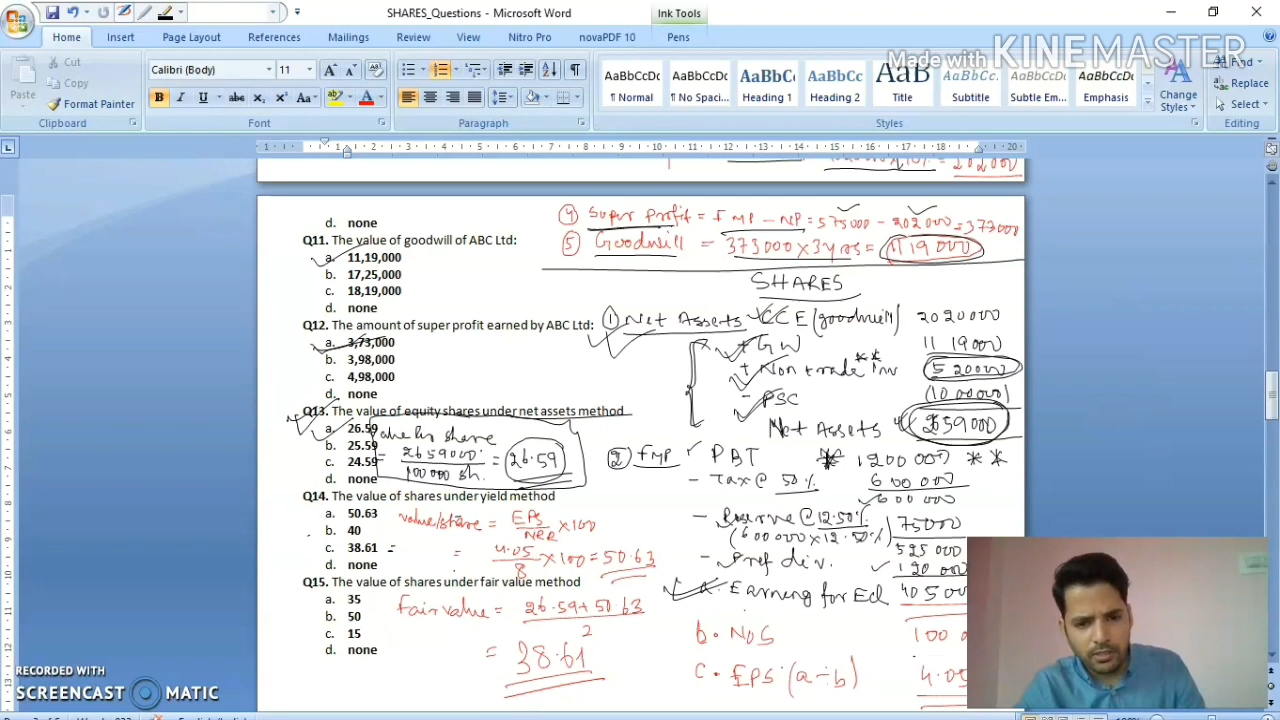 SHARES_Questions - Microsoft Word
Ink Tools
Home Insert Page Layout References Mailings Review View Nitro Pro novaPDF 10 Pens
Made with KINEMASTER
Cut
Copy
Format Painter
Paste
Calibri (Body) 11
AaBbCcDc AaBbCcDc AaBbCc AaBbCc AaB AaBbCcL AaBbCcDc AaBbCcDc
¶ Normal ¶ No Spaci... Heading 1 Heading 2 Title Subtitle Subtle Em... Emphasis
Change Styles
Find
Replace
Select
Clipboard Font Paragraph Styles Editing
= 202000
d. none
④ Super Profit = FMP - NP = 575000 - 202000 = 373000
Q11. The value of goodwill of ABC Ltd:
⑤ Goodwill = 373000 x 3yrs = 1119000
a. 11,19,000
b. 17,25,000
c. 18,19,000
d. none
SHARES
Q12. The amount of super profit earned by ABC Ltd:
① Net Assets CCE (goodwill) 2020000
a. 3,73,000
+ GW 1119000
b. 3,98,000
+ Non trade Inv ** 520000
c. 4,98,000
d. none
- PSC (1000000)
Q13. The value of equity shares under net assets method
Net Assets 2659000
a. 26.59
b. 25.59
c. 24.59
d. none
Value per share
= 2659000 / 100000 sh. = 26.59
② FMP PBT 1200000 **
- Tax @ 50% 600000
600000
Q14. The value of shares under yield method
a. 50.63
b. 40
c. 38.61
d. none
value/share = EPS / NRR x 100
= 4.05 / 8 x 100 = 50.63
- Reserve @ 12.50% 75000
(600000 x 12.50%)
525000
- Pref div. 120000
Q15. The value of shares under fair value method
a. Earning for Eq
a. 35
b. 50
c. 15
d. none
Fair value = 26.59 + 50.63 / 2
= 38.61
b. NOS
c. EPS (a ÷ b)
RECORDED WITH
SCREENCAST MATIC